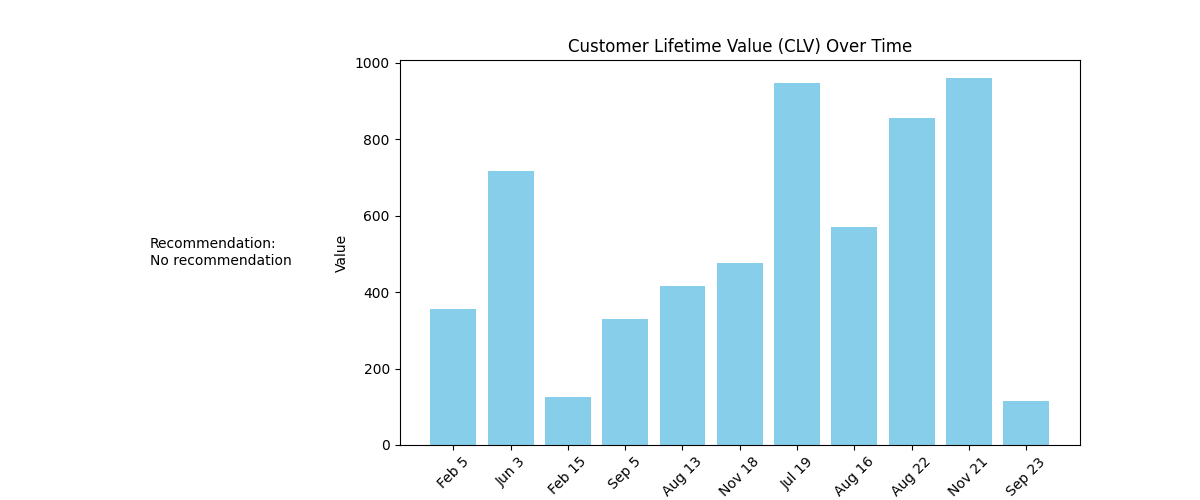 Customer Lifetime Value (CLV) Over Time
1000
800
600
400
200
0
Value
Recommendation:
No recommendation
Feb 5
Jun 3
Feb 15
Sep 5
Aug 13
Nov 18
Jul 19
Aug 16
Aug 22
Nov 21
Sep 23